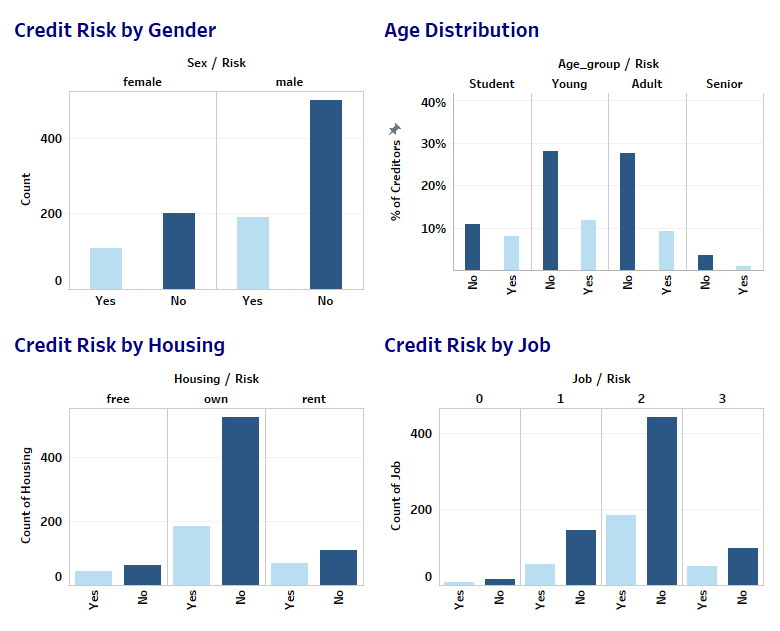 Credit Risk by Gender
Sex / Risk
female male
Count
400
200
0
Yes No Yes No
Age Distribution
Age_group / Risk
Student Young Adult Senior
% of Creditors
40%
30%
20%
10%
No Yes No Yes No Yes No Yes
Credit Risk by Housing
Housing / Risk
free own rent
Count of Housing
400
200
0
Yes No Yes No Yes No
Credit Risk by Job
Job / Risk
0 1 2 3
Count of Job
400
200
0
Yes No Yes No Yes No Yes No